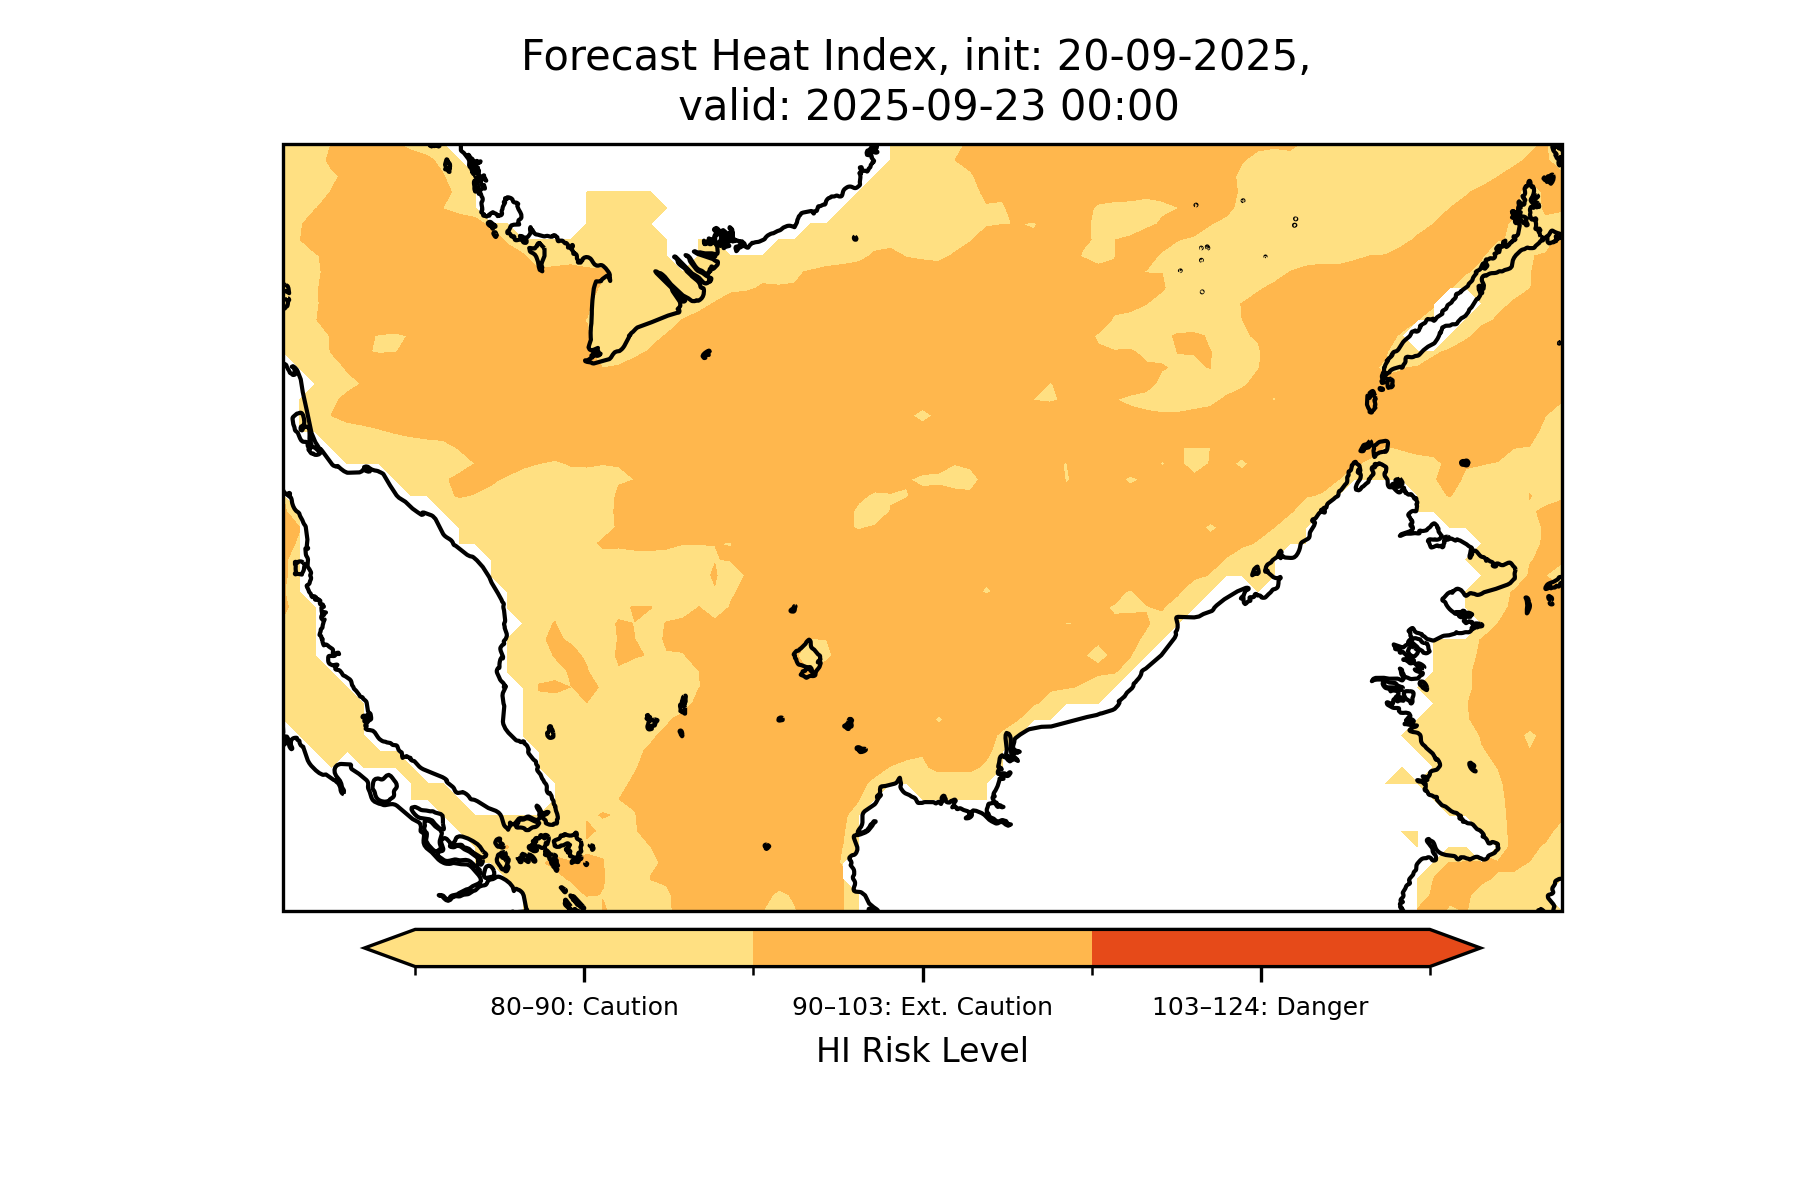 Forecast Heat Index, init: 20-09-2025,
valid: 2025-09-23 00:00
80–90: Caution
90–103: Ext. Caution
103–124: Danger
HI Risk Level